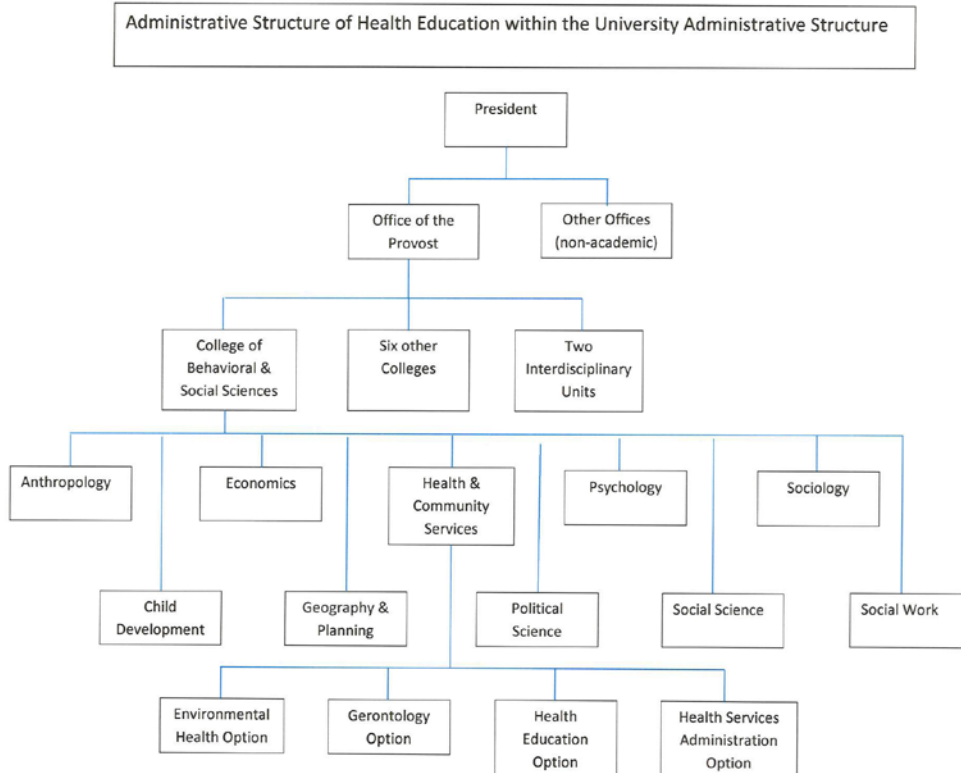 Administrative Structure of Health Education within the University Administrative Structure
President
Office of the
Provost
Other Offices
(non-academic)
College of
Behavioral &
Social Sciences
Six other
Colleges
Two
Interdisciplinary
Units
Anthropology
Economics
Health &
Community
Services
Psychology
Sociology
Child
Development
Geography &
Planning
Political
Science
Social Science
Social Work
Environmental
Health Option
Gerontology
Option
Health
Education
Option
Health Services
Administration
Option